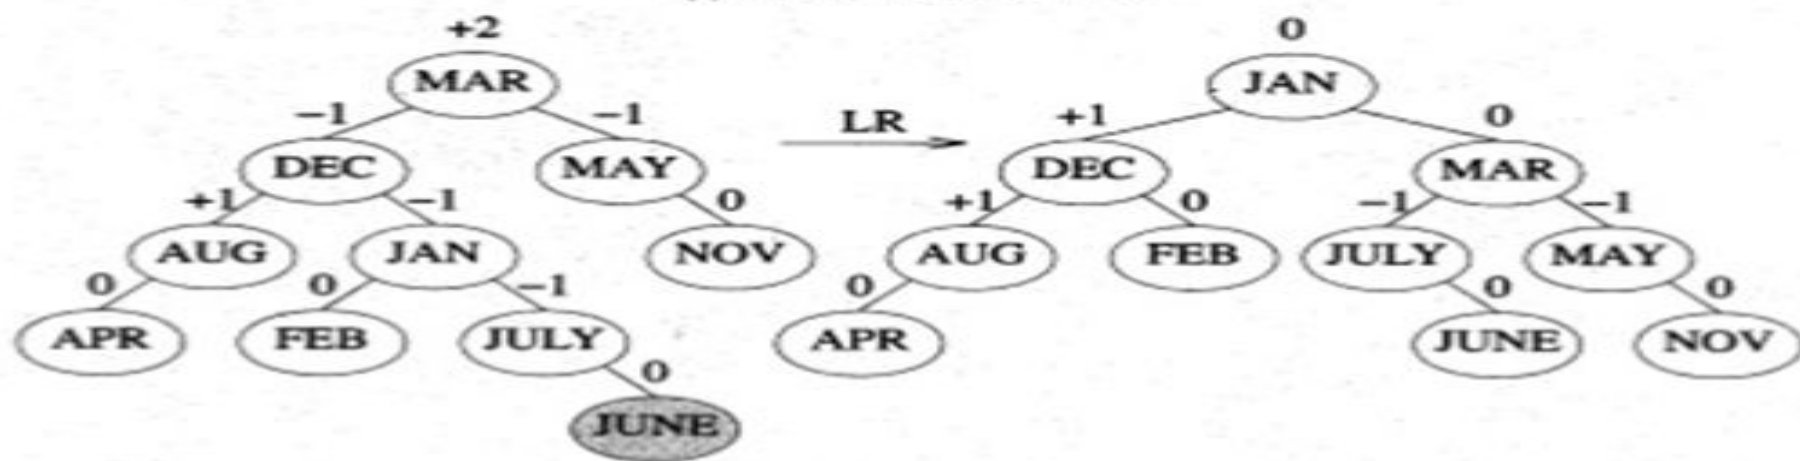 +2 0
MAR JAN
−1 −1 LR +1 0
DEC MAY DEC MAR
+1 −1 0 +1 0 −1 −1
AUG JAN NOV AUG FEB JULY MAY
0 0 −1 0 0 0
APR FEB JULY APR JUNE NOV
0
JUNE